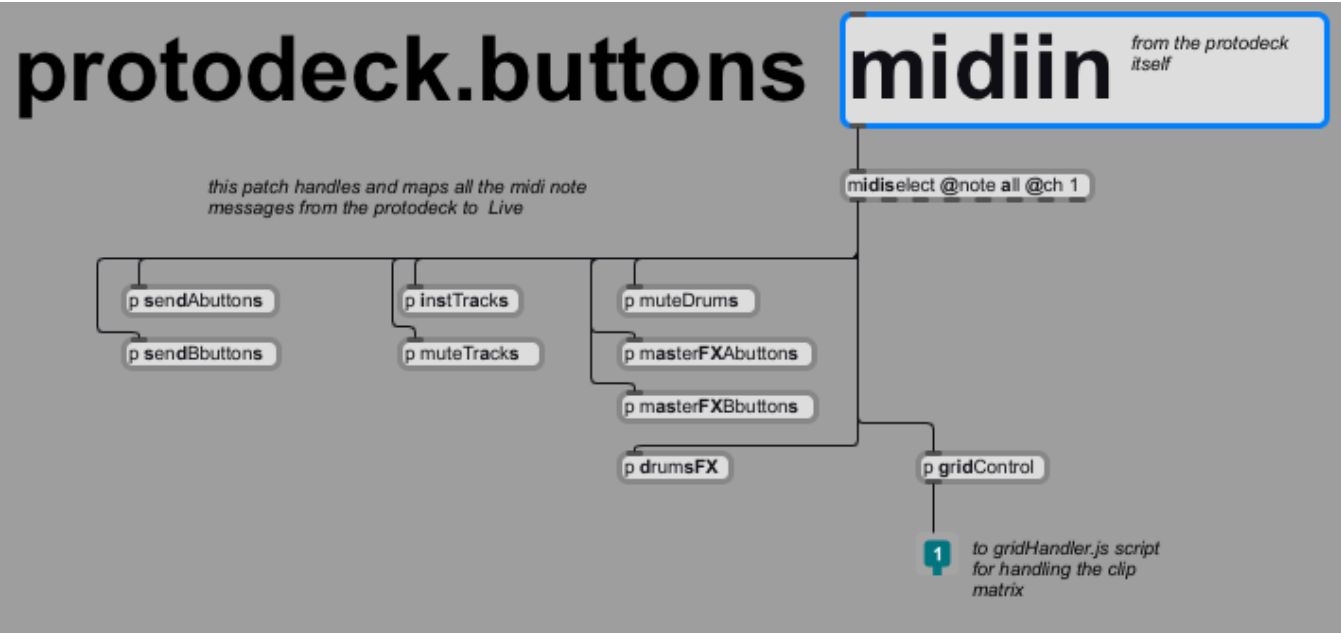 protodeck.buttons
midiin
from the protodeck
itself
midiselect @note all @ch 1
this patch handles and maps all the midi note
messages from the protodeck to Live
p sendAbuttons
p instTracks
p muteDrums
p sendBbuttons
p muteTracks
p masterFXAbuttons
p masterFXBbuttons
p drumsFX
p gridControl
1
to gridHandler.js script
for handling the clip
matrix